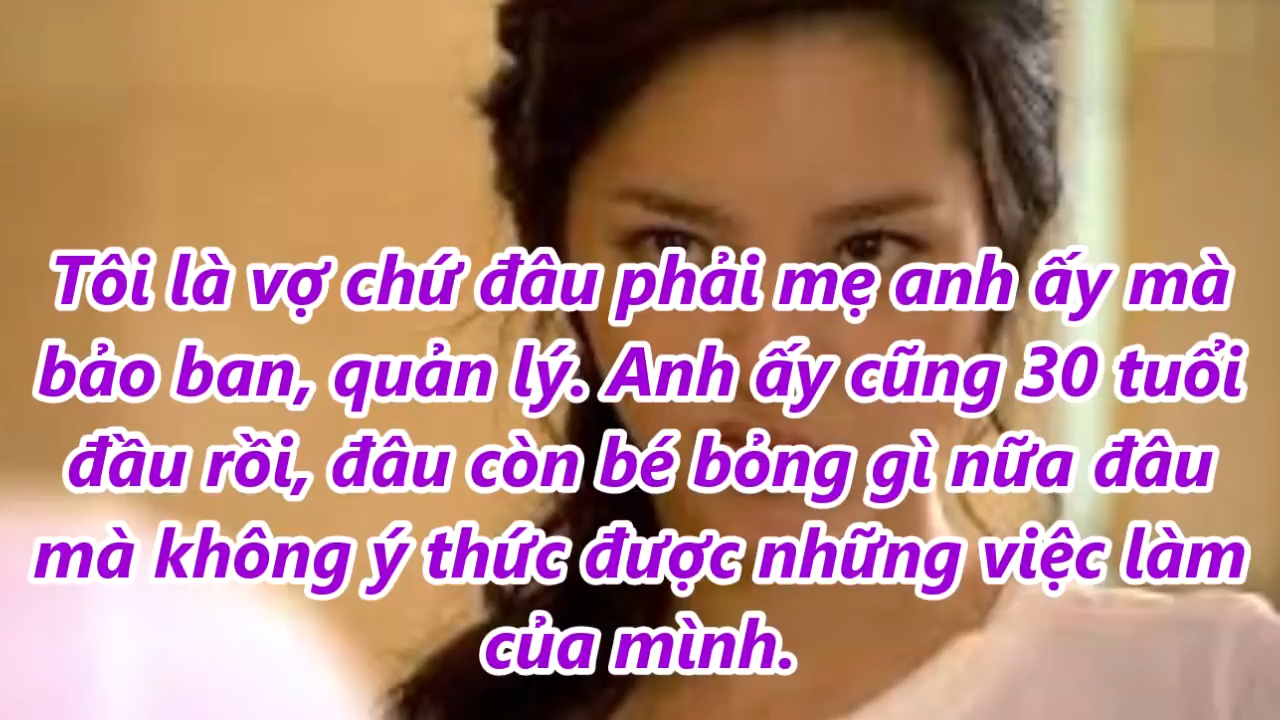 Tôi là vợ chứ đâu phải mẹ anh ấy mà
bảo ban, quản lý. Anh ấy cũng 30 tuổi
đầu rồi, đâu còn bé bỏng gì nữa đâu
mà không ý thức được những việc làm
của mình.